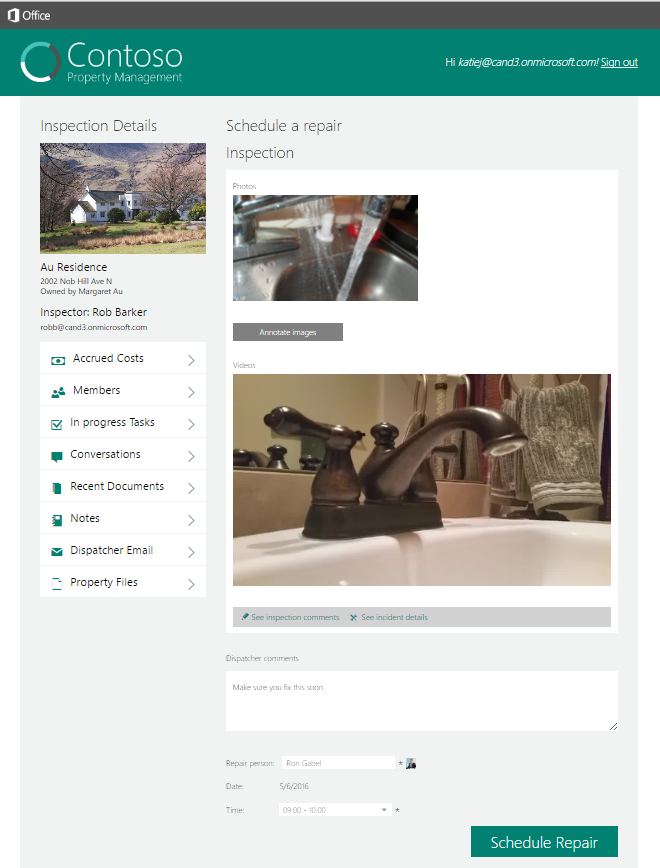 Office
Contoso
Property Management
Hi katiej@cand3.onmicrosoft.com! Sign out
Inspection Details
Au Residence
2002 Nob Hill Ave N
Owned by Margaret Au
Inspector: Rob Barker
robb@cand3.onmicrosoft.com
Accrued Costs
Members
In progress Tasks
Conversations
Recent Documents
Notes
Dispatcher Email
Property Files
Schedule a repair
Inspection
Photos
Annotate images
Videos
See inspection comments See incident details
Dispatcher comments
Make sure you fix this soon.
Repair person: Ron Gabel *
Date: 5/6/2016
Time: 09:00 - 10:00 *
Schedule Repair